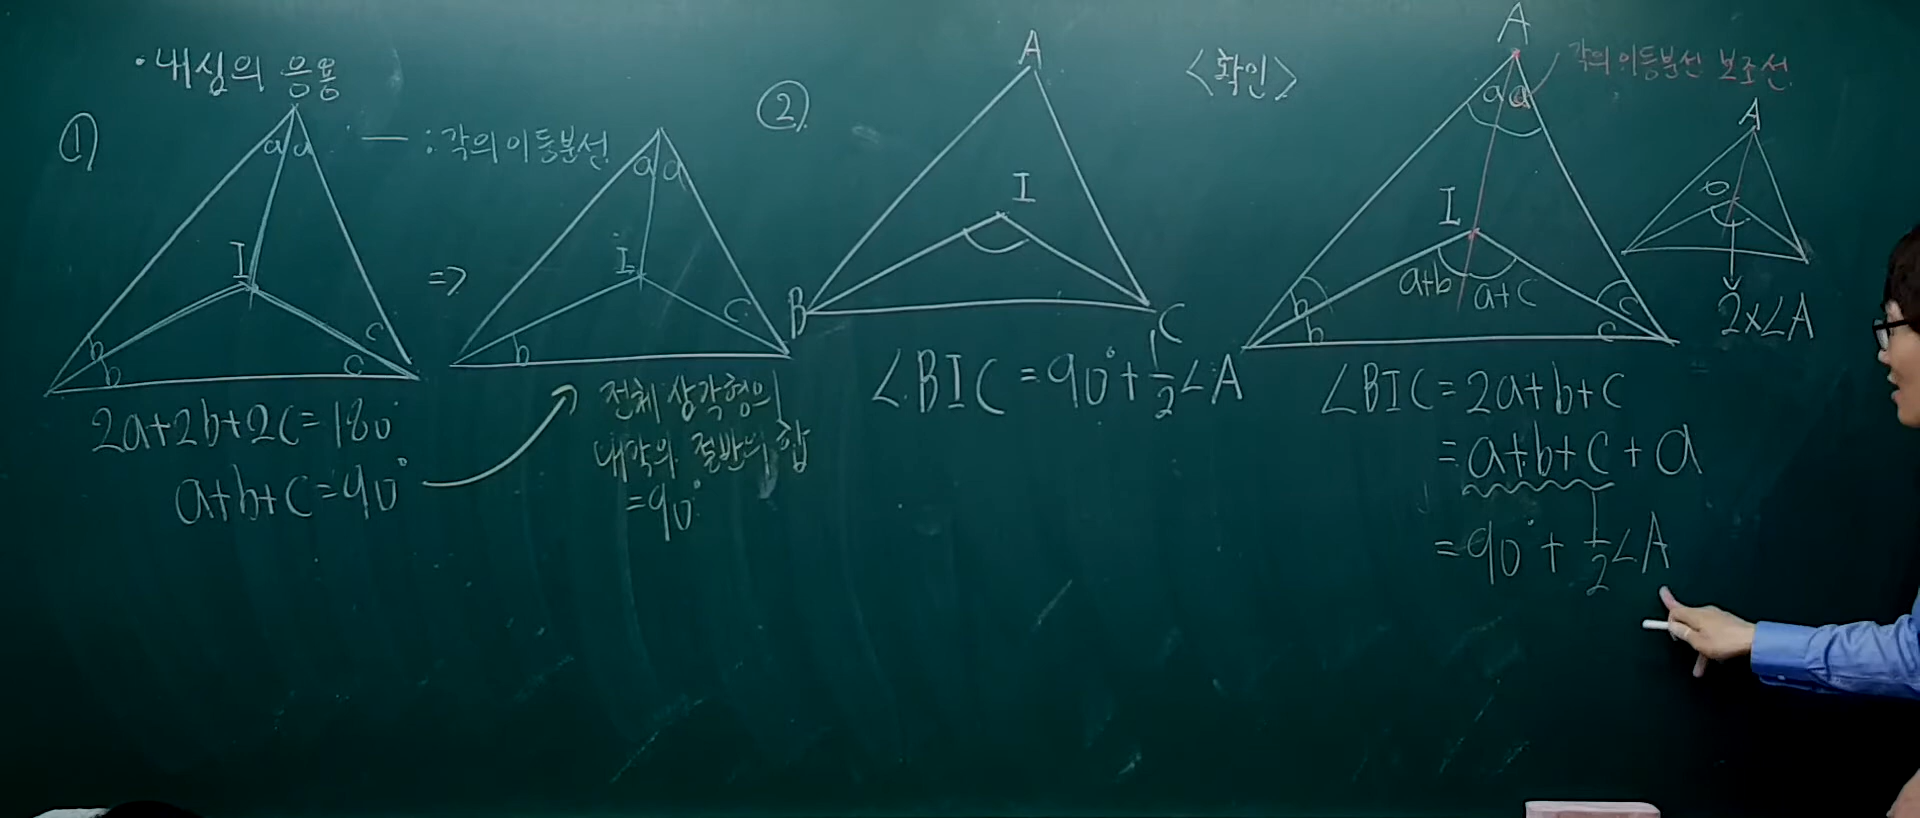 ·내심의 응용
①
a a
I
b
b
c
c
2a+2b+2c=180°
a+b+c=90°
— : 각의 이등분선
⇒
a a
I
b
c
전체 삼각형의
내각의 절반의 합
=90°
②
A
I
B
C
∠BIC=90°+1/2∠A
<확인>
A
각의 이등분선 보조선
a a
I
a+b
a+c
b
b
c
c
∠BIC=2a+b+c
=a+b+c+a
=90°+1/2∠A
A
O
2×∠A